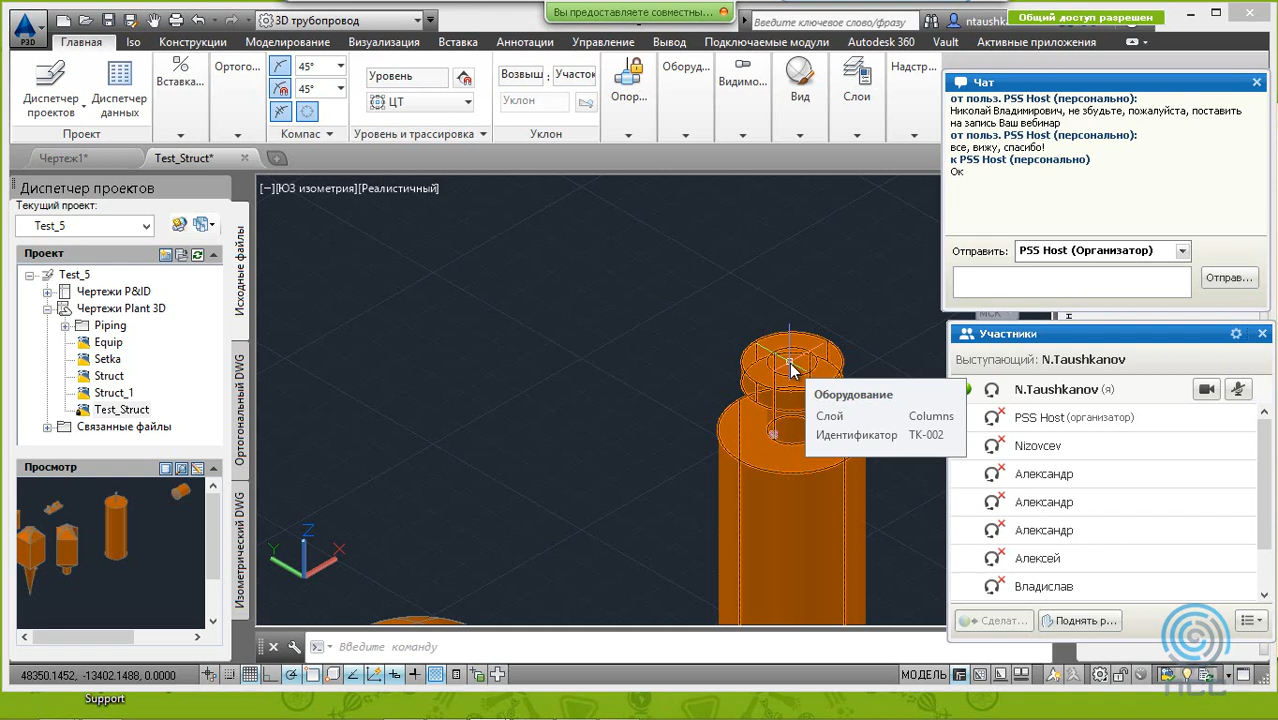 P3D
3D трубопровод
Вы предоставляете совместны...
Введите ключевое слово/фразу
ntaushka...
Общий доступ разрешен
Главная
Iso
Конструкции
Моделирование
Визуализация
Вставка
Аннотации
Управление
Вывод
Подключаемые модули
Autodesk 360
Vault
Активные приложения
Диспетчер проектов
Диспетчер данных
Проект
Вставка...
Ортого...
45°
45°
Компас
Уровень
ЦТ
Уровень и трассировка
Возвыш
Участок
Уклон
Уклон
Опор...
Оборуд...
Видимо...
Вид
Слои
Надстр...
Чертеж1*
Test_Struct*
Диспетчер проектов
Текущий проект:
Test_5
Проект
Test_5
Чертежи P&ID
Чертежи Plant 3D
Piping
Equip
Setka
Struct
Struct_1
Test_Struct
Связанные файлы
Просмотр
Исходные файлы
Ортогональный DWG
Изометрический DWG
[−][ЮЗ изометрия][Реалистичный]
Оборудование
Слой Columns
Идентификатор TK-002
Z
Y
X
МСК
Чат
от польз. PSS Host (персонально):
Николай Владимирович, не збудьте, пожалуйста, поставить
на запись Ваш вебинар
от польз. PSS Host (персонально):
все, вижу, спасибо!
к PSS Host (персонально)
Ок
Отправить:
PSS Host (Организатор)
Отправ...
Участники
Выступающий: N.Taushkanov
N.Taushkanov (я)
PSS Host (организатор)
Nizovcev
Александр
Александр
Александр
Алексей
Владислав
Сделат...
Поднять р...
Введите команду
48350.1452, -13402.1488, 0.0000
МОДЕЛЬ
Support
ПСС